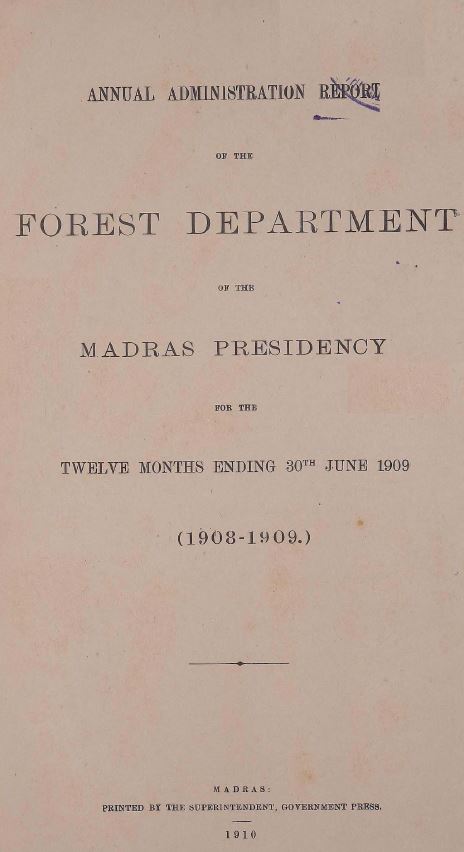 ANNUAL ADMINISTRATION REPORT
OF THE
FOREST DEPARTMENT
OF THE
MADRAS PRESIDENCY
FOR THE
TWELVE MONTHS ENDING 30TH JUNE 1909
(1908-1909.)
MADRAS:
PRINTED BY THE SUPERINTENDENT, GOVERNMENT PRESS.
1910